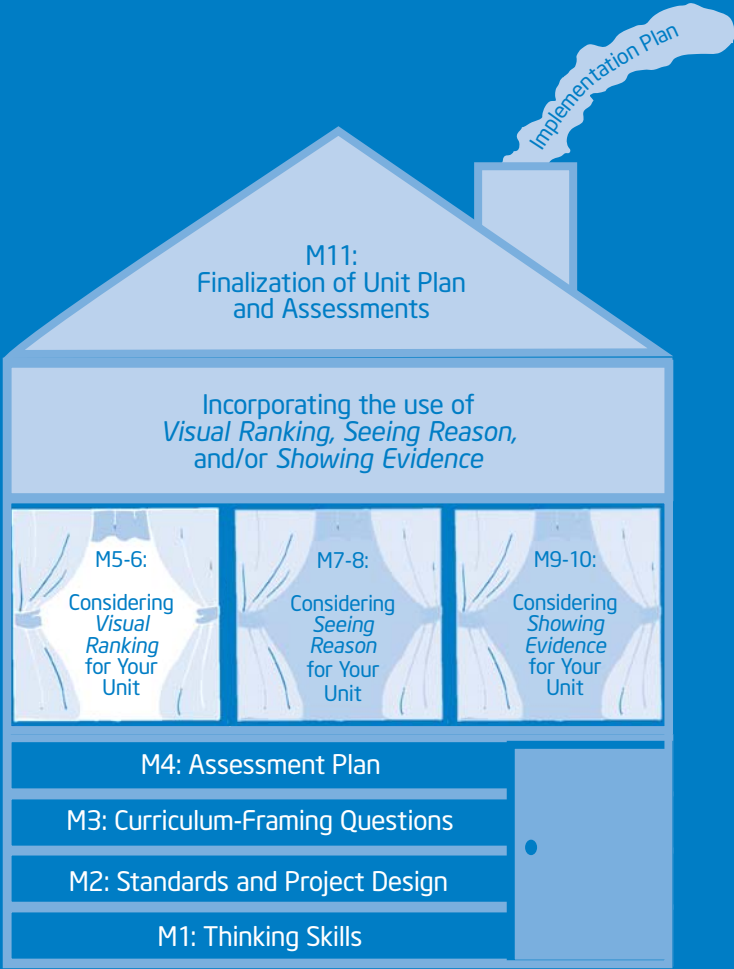 Implementation Plan
M11:
Finalization of Unit Plan
and Assessments
Incorporating the use of
Visual Ranking, Seeing Reason,
and/or Showing Evidence
M5-6:
Considering
Visual
Ranking
for Your
Unit
M7-8:
Considering
Seeing
Reason
for Your
Unit
M9-10:
Considering
Showing
Evidence
for Your
Unit
M4: Assessment Plan
M3: Curriculum-Framing Questions
M2: Standards and Project Design
M1: Thinking Skills